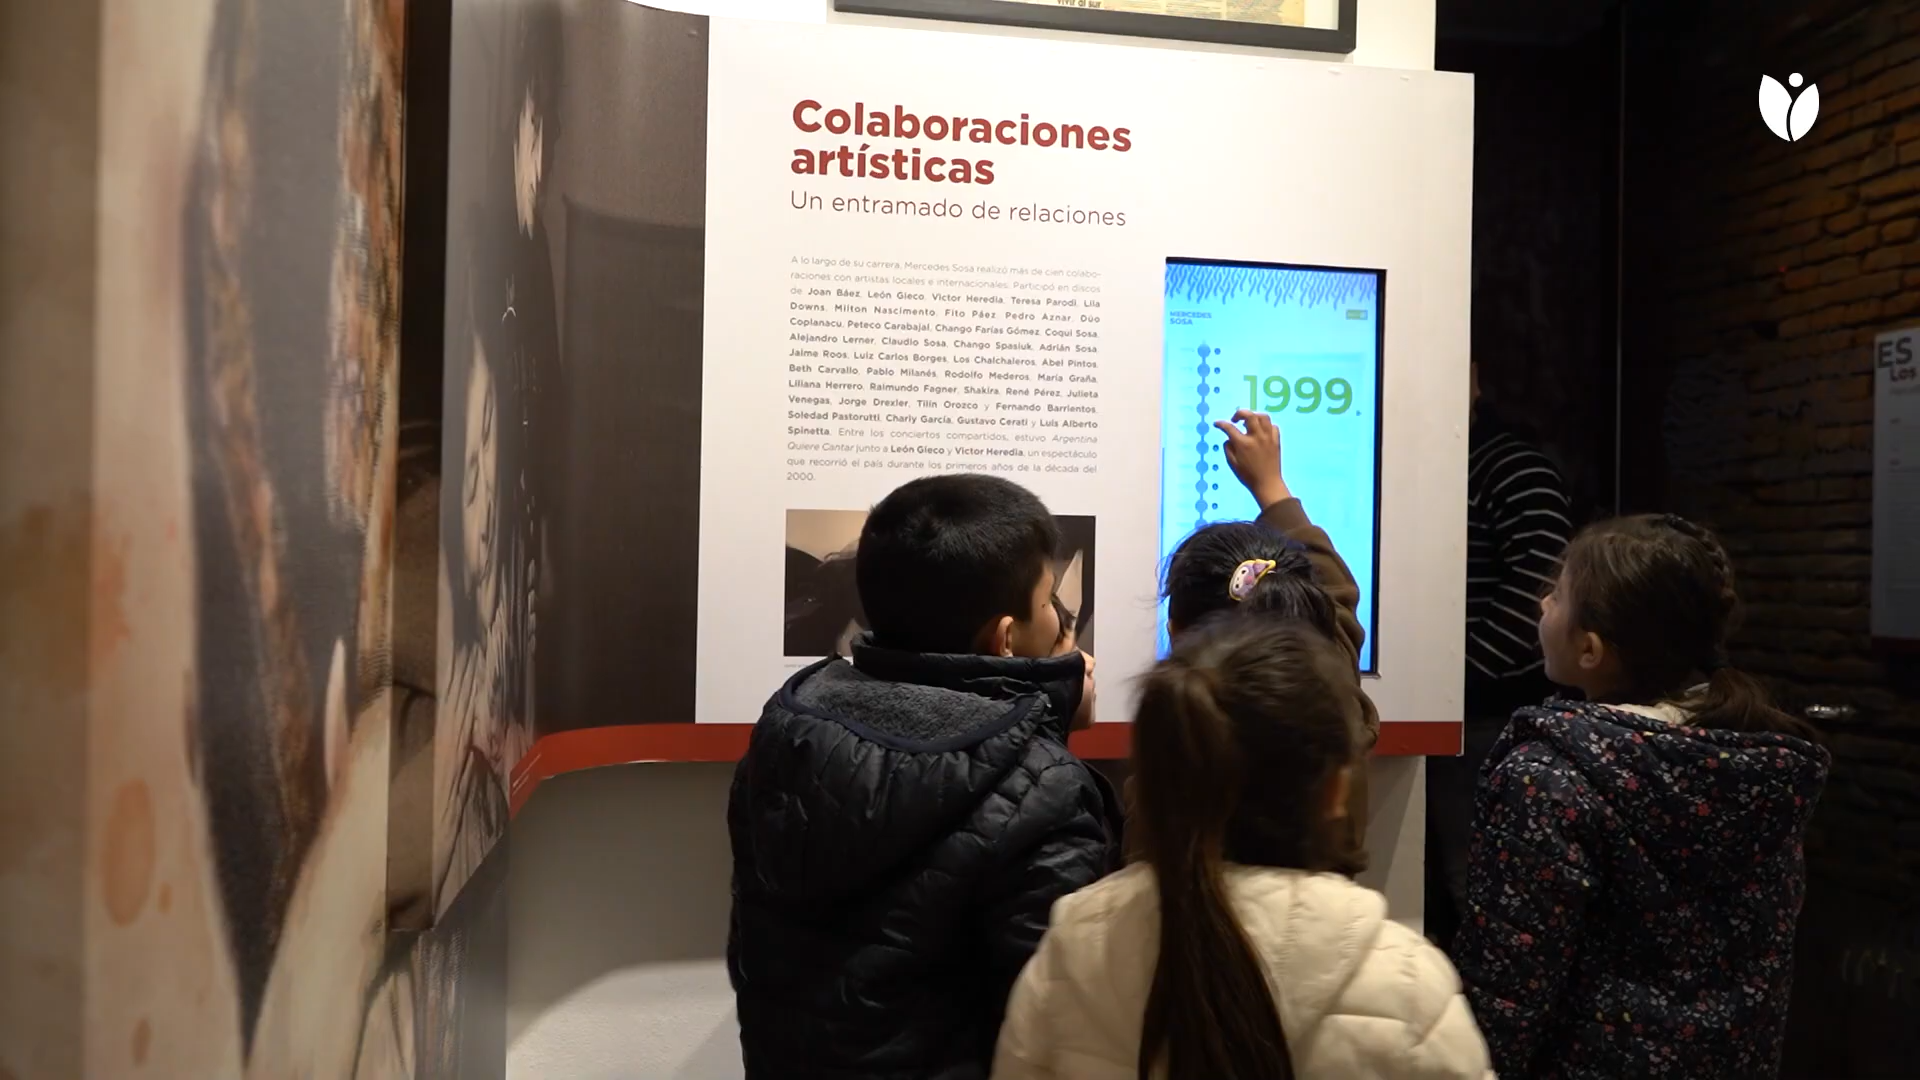 vivir al sur
Colaboraciones
artísticas
Un entramado de relaciones
A lo largo de su carrera, Mercedes Sosa realizó más de cien colabo-
raciones con artistas locales e internacionales. Participó en discos
de Joan Báez, León Gieco, Víctor Heredia, Teresa Parodi, Lila
Downs, Milton Nascimento, Fito Páez, Pedro Aznar, Dúo
Coplanacu, Peteco Carabajal, Chango Farías Gómez, Coqui Sosa,
Alejandro Lerner, Claudio Sosa, Chango Spasiuk, Adrián Sosa,
Jaime Roos, Luiz Carlos Borges, Los Chalchaleros, Abel Pintos,
Beth Carvallo, Pablo Milanés, Rodolfo Mederos, María Graña,
Liliana Herrero, Raimundo Fagner, Shakira, René Pérez, Julieta
Venegas, Jorge Drexler, Tilín Orozco y Fernando Barrientos,
Soledad Pastorutti, Charly García, Gustavo Cerati y Luis Alberto
Spinetta. Entre los conciertos compartidos, estuvo Argentina
Quiere Cantar junto a León Gieco y Víctor Heredia, un espectáculo
que recorrió el país durante los primeros años de la década del
2000.
MERCEDES
SOSA
1999
ES
LOS